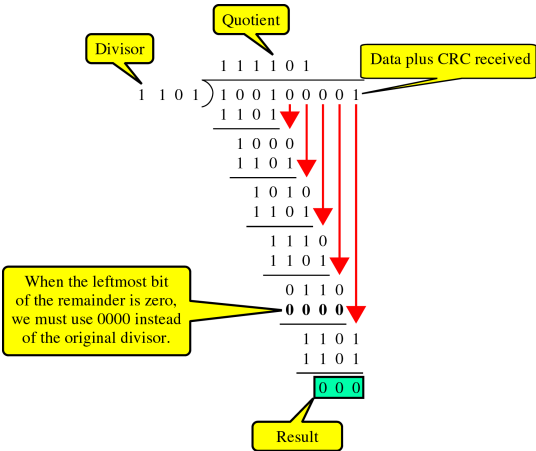 Quotient
Divisor
1 1 1 1 0 1
Data plus CRC received
1 1 0 1 1 0 0 1 0 0 0 0 1
1 1 0 1
1 0 0 0
1 1 0 1
1 0 1 0
1 1 0 1
1 1 1 0
1 1 0 1
When the leftmost bit
of the remainder is zero,
we must use 0000 instead
of the original divisor.
0 1 1 0
0 0 0 0
1 1 0 1
1 1 0 1
0 0 0
Result